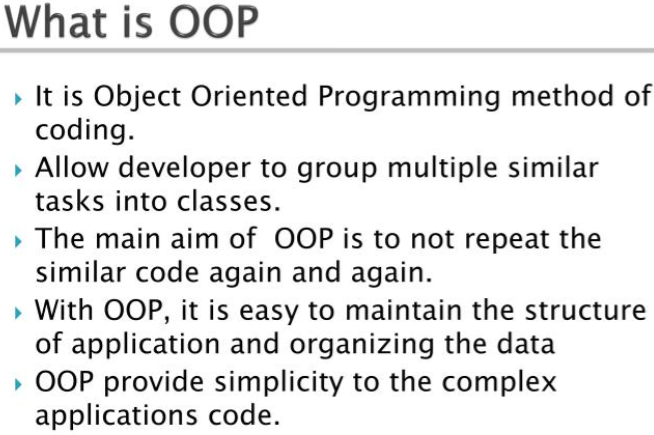 What is OOP
It is Object Oriented Programming method of
coding.
Allow developer to group multiple similar
tasks into classes.
The main aim of  OOP is to not repeat the
similar code again and again.
With OOP, it is easy to maintain the structure
of application and organizing the data
OOP provide simplicity to the complex
applications code.